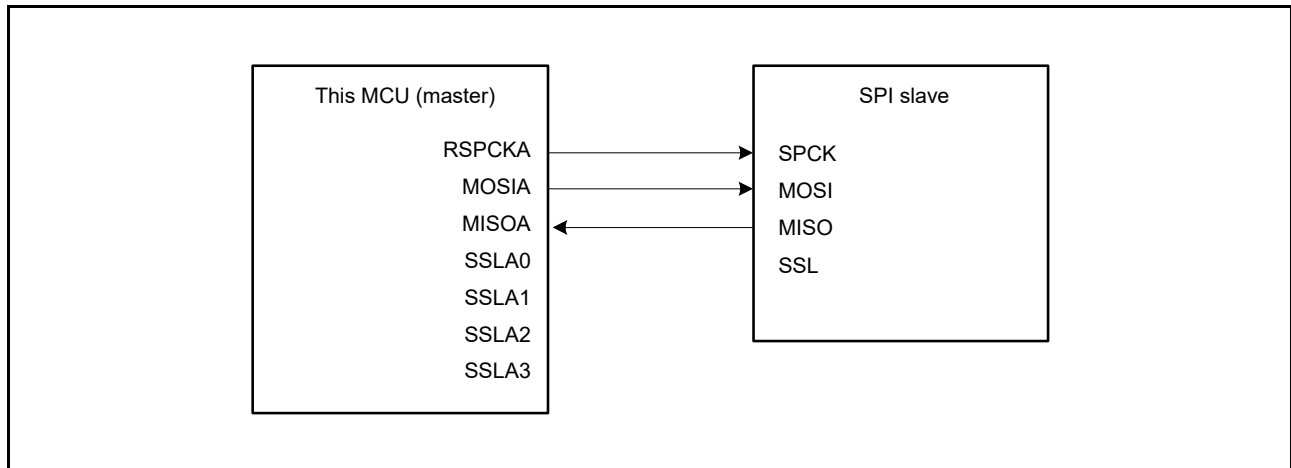 This MCU (master)
RSPCKA
MOSIA
MISOA
SSLA0
SSLA1
SSLA2
SSLA3
SPI slave
SPCK
MOSI
MISO
SSL